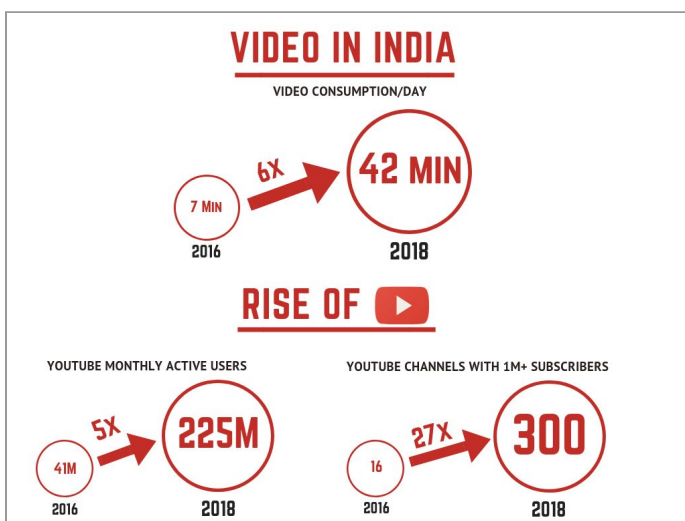 VIDEO IN INDIA
VIDEO CONSUMPTION/DAY
6X
42 MIN
7 MIN
2016
2018
RISE OF
YOUTUBE MONTHLY ACTIVE USERS
YOUTUBE CHANNELS WITH 1M+ SUBSCRIBERS
5X
225M
41M
2016
2018
27X
300
16
2016
2018